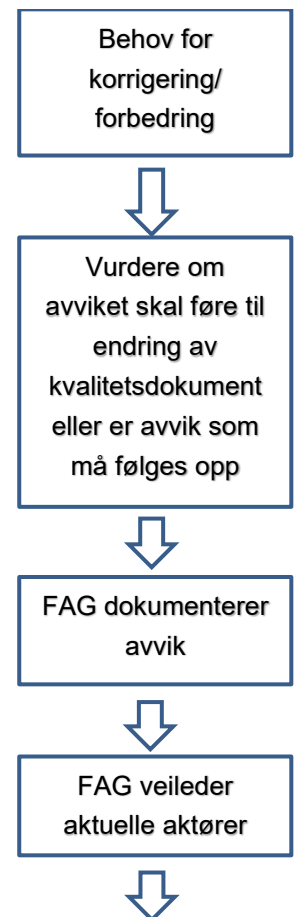 Behov for
korrigering/
forbedring
Vurdere om
avviket skal føre til
endring av
kvalitetsdokument
eller er avvik som
må følges opp
FAG dokumenterer
avvik
FAG veileder
aktuelle aktører